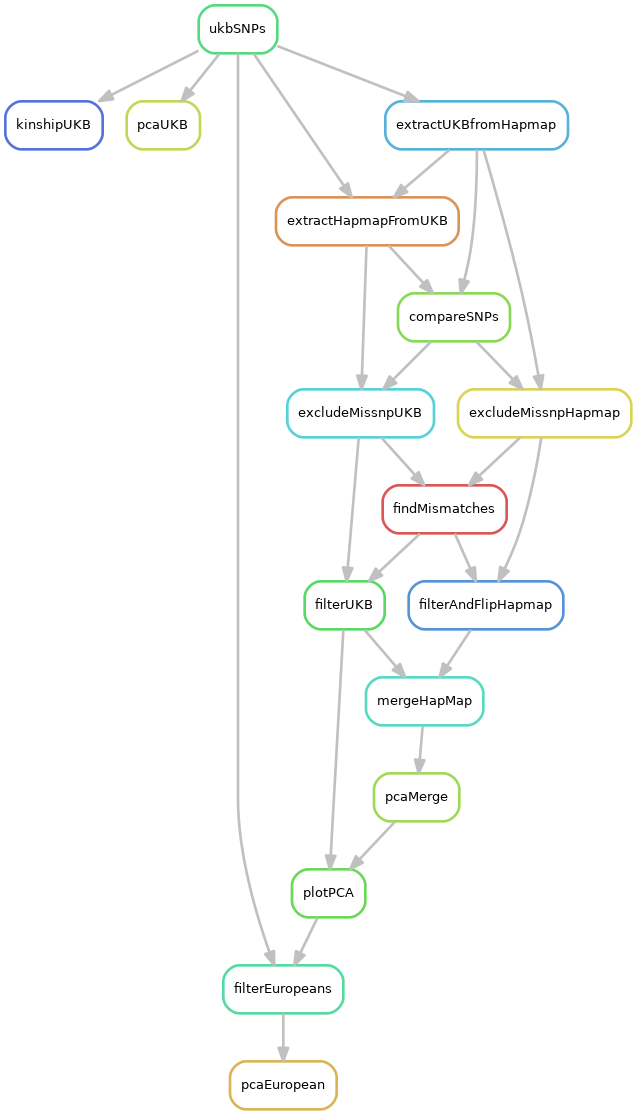 ukbSNPs
kinshipUKB
pcaUKB
extractUKBfromHapmap
extractHapmapFromUKB
compareSNPs
excludeMissnpUKB
excludeMissnpHapmap
findMismatches
filterUKB
filterAndFlipHapmap
mergeHapMap
pcaMerge
plotPCA
filterEuropeans
pcaEuropean